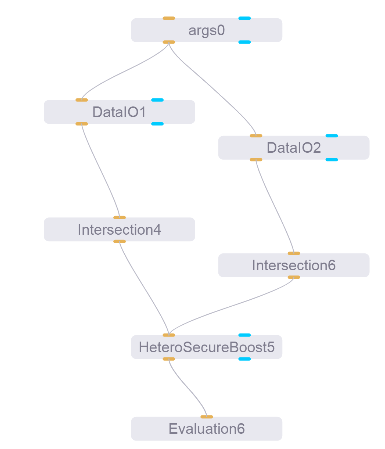 args0
DataIO1
DataIO2
Intersection4
Intersection6
HeteroSecureBoost5
Evaluation6